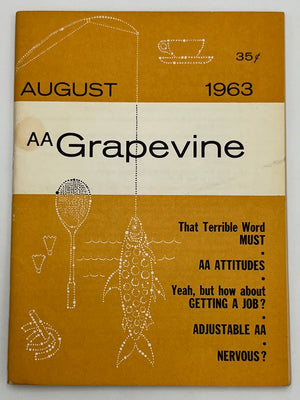 35¢
AUGUST 1963
AA Grapevine
That Terrible Word
MUST
•
AA ATTITUDES
•
Yeah, but how about
GETTING A JOB?
•
ADJUSTABLE AA
•
NERVOUS?